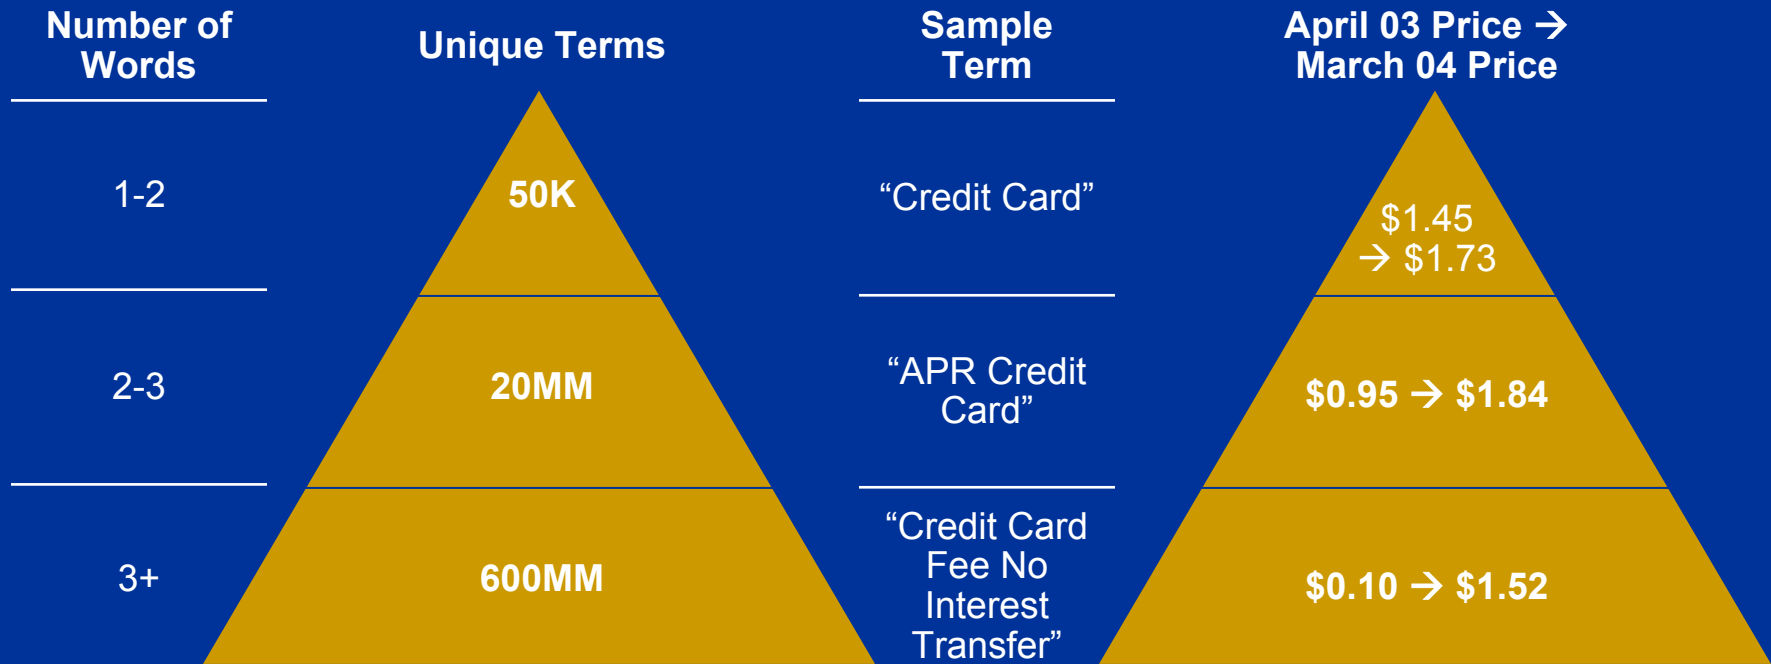 Number of
Words
Unique Terms
Sample
Term
April 03 Price →
March 04 Price
1-2
50K
“Credit Card”
$1.45
→ $1.73
2-3
20MM
“APR Credit
Card”
$0.95 → $1.84
3+
600MM
“Credit Card
Fee No
Interest
Transfer”
$0.10 → $1.52